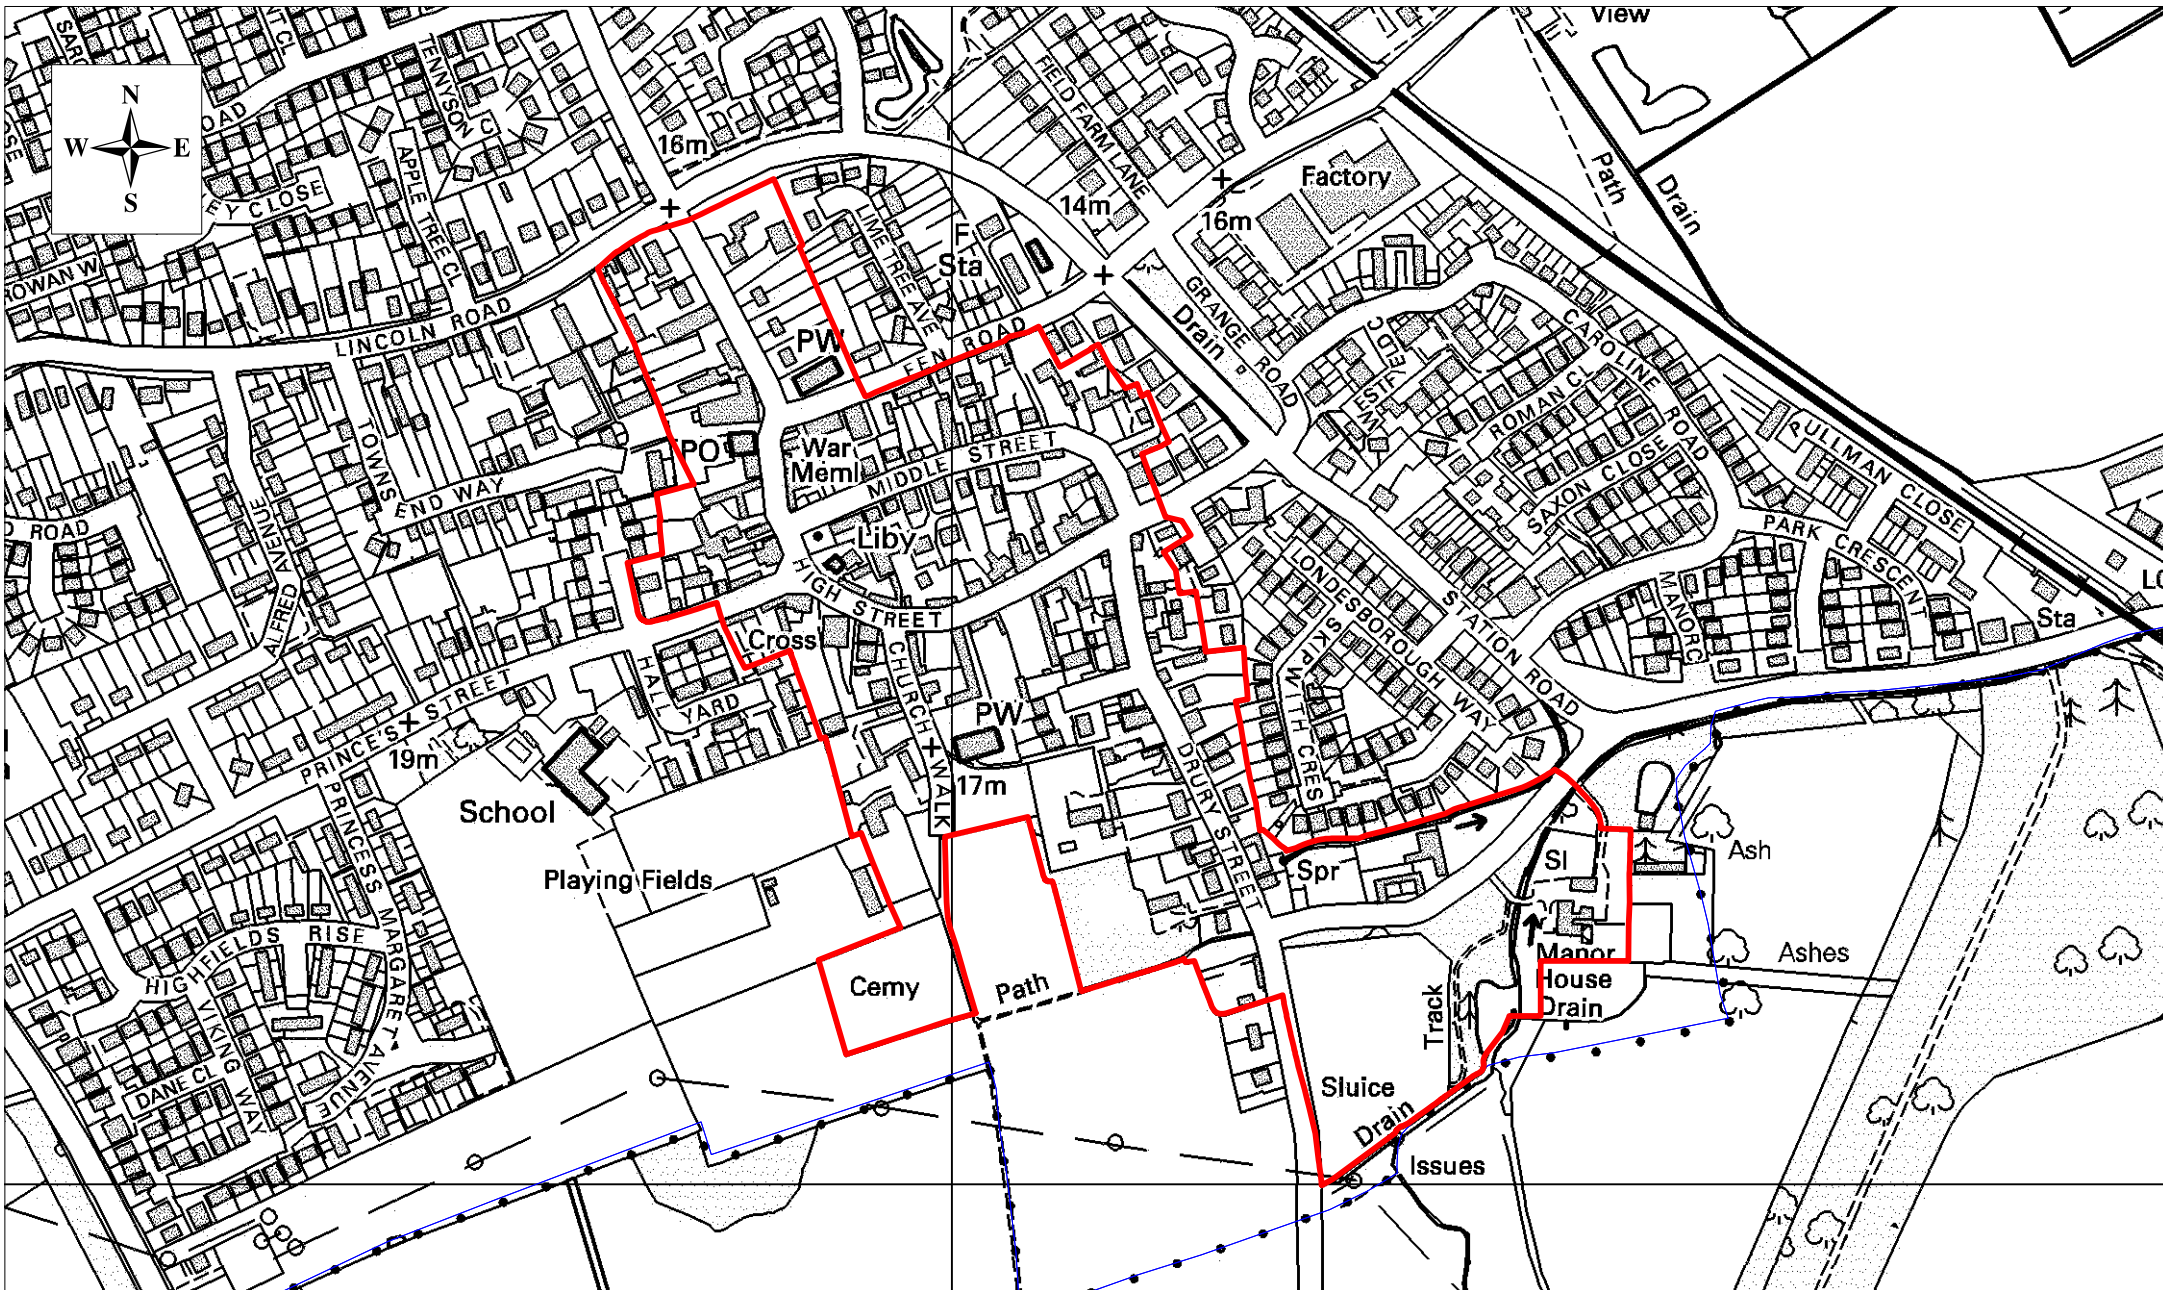 N
W E
S
View
TENNYSON C
OAD
EY CLOSE
APPLE TREE CL
ROWAN W
LINCOLN ROAD
16m
FIELD FARM LANE
14m
16m
Factory
Path
Drain
LIME TREE AVE
F
Sta
GRANGE ROAD
Drain
PW
FEN ROAD
CAROLINE ROAD
ROMAN CL
SAXON CLOSE
PULLMAN CLOSE
PARK CRESCENT
MANOR C
Sta
PO
War
Meml
MIDDLE STREET
TOWNS END WAY
ALFRED AVENUE
ROAD
Liby
HIGH STREET
Cross
CHURCH WALK
HALL YARD
PRINCE'S STREET
19m
School
PW
17m
DRURY STREET
LONDESBOROUGH WAY
SKIPWITH CRES
STATION ROAD
PRINCESS MARGARET AVENUE
Playing Fields
HIGHFIELDS RISE
VIKING WAY
DANE CL
Cemy
Path
Spr
Sl
Manor
House
Drain
Ash
Ashes
Track
Sluice
Drain
Issues